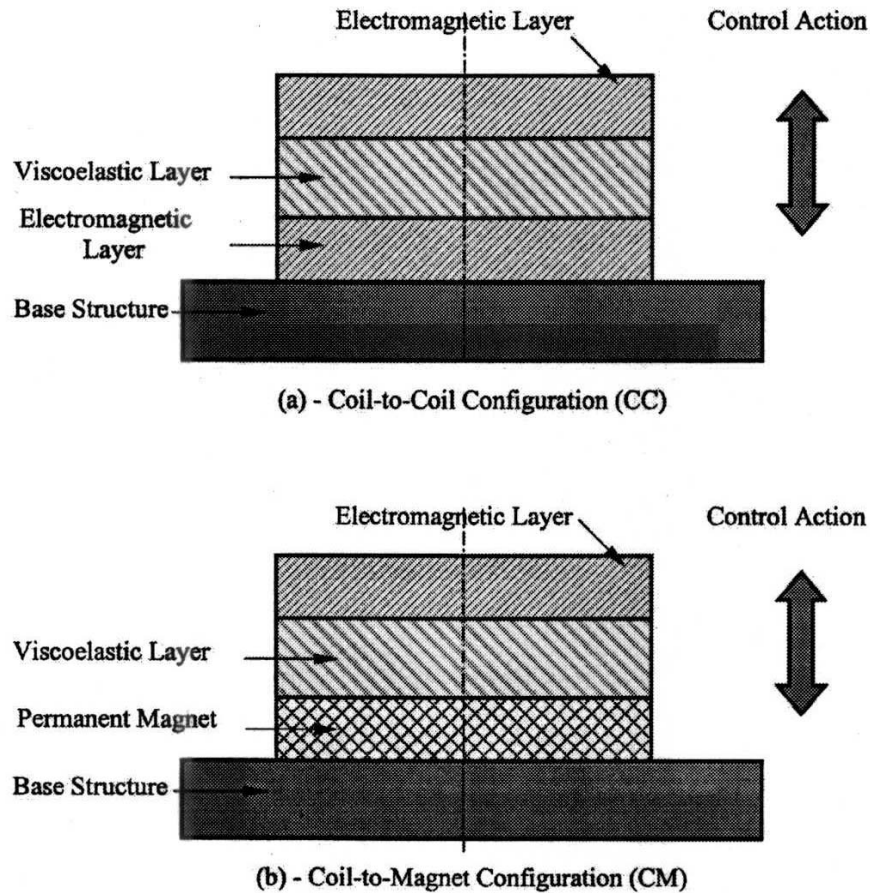 Electromagnetic Layer
Control Action
Viscoelastic Layer
Electromagnetic
Layer
Base Structure
(a) - Coil-to-Coil Configuration (CC)
Electromagnetic Layer
Control Action
Viscoelastic Layer
Permanent Magnet
Base Structure
(b) - Coil-to-Magnet Configuration (CM)